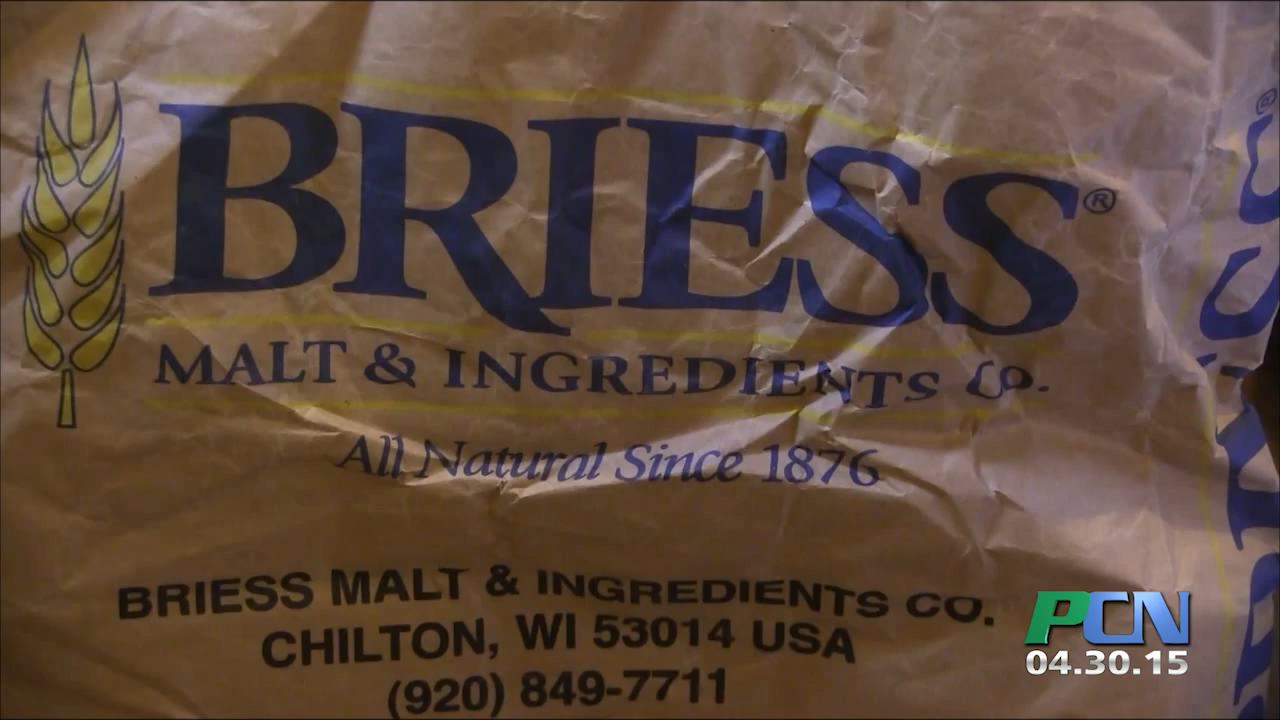 BRIESS®
MALT & INGREDIENTS CO.
All Natural Since 1876
BRIESS MALT & INGREDIENTS CO.
CHILTON, WI 53014 USA
(920) 849-7711
PCN
04.30.15